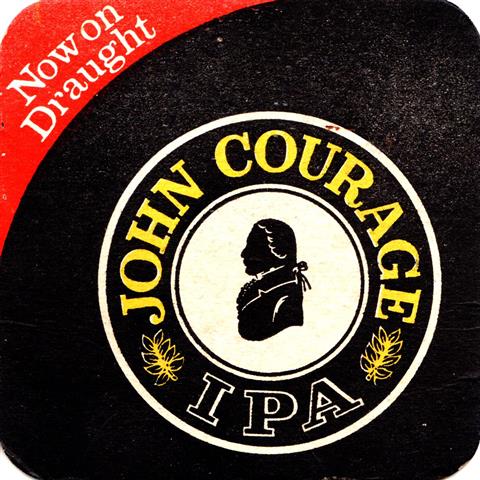 Now on
Draught
JOHN COURAGE
IPA